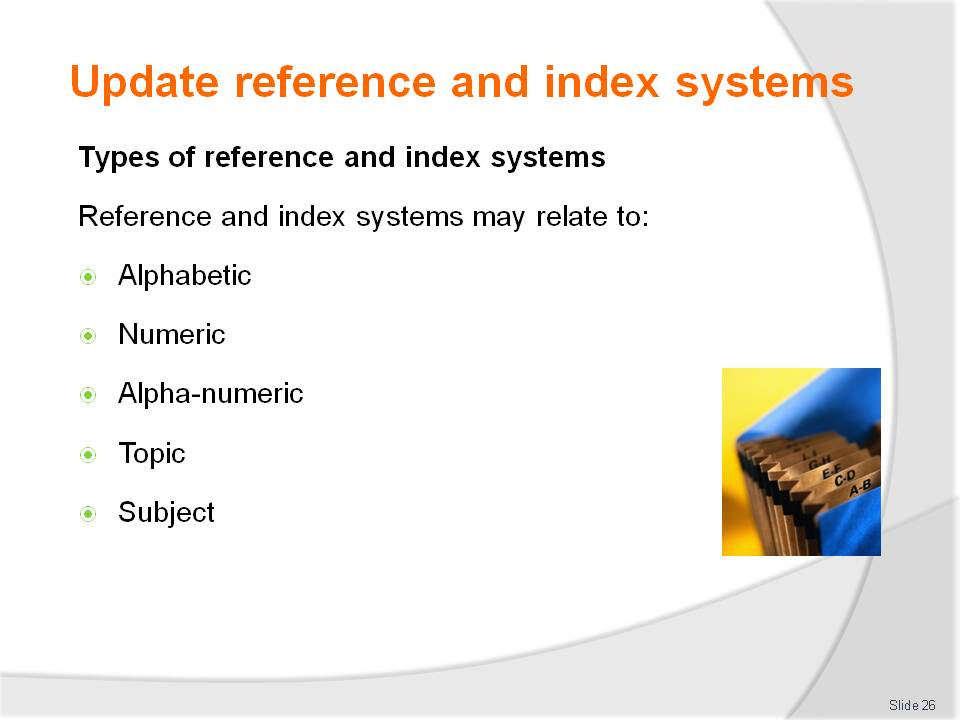 Update reference and index systems
Types of reference and index systems
Reference and index systems may relate to:
Alphabetic
Numeric
Alpha-numeric
Topic
Subject
G-H
E-F
C-D
A-B
Slide 26